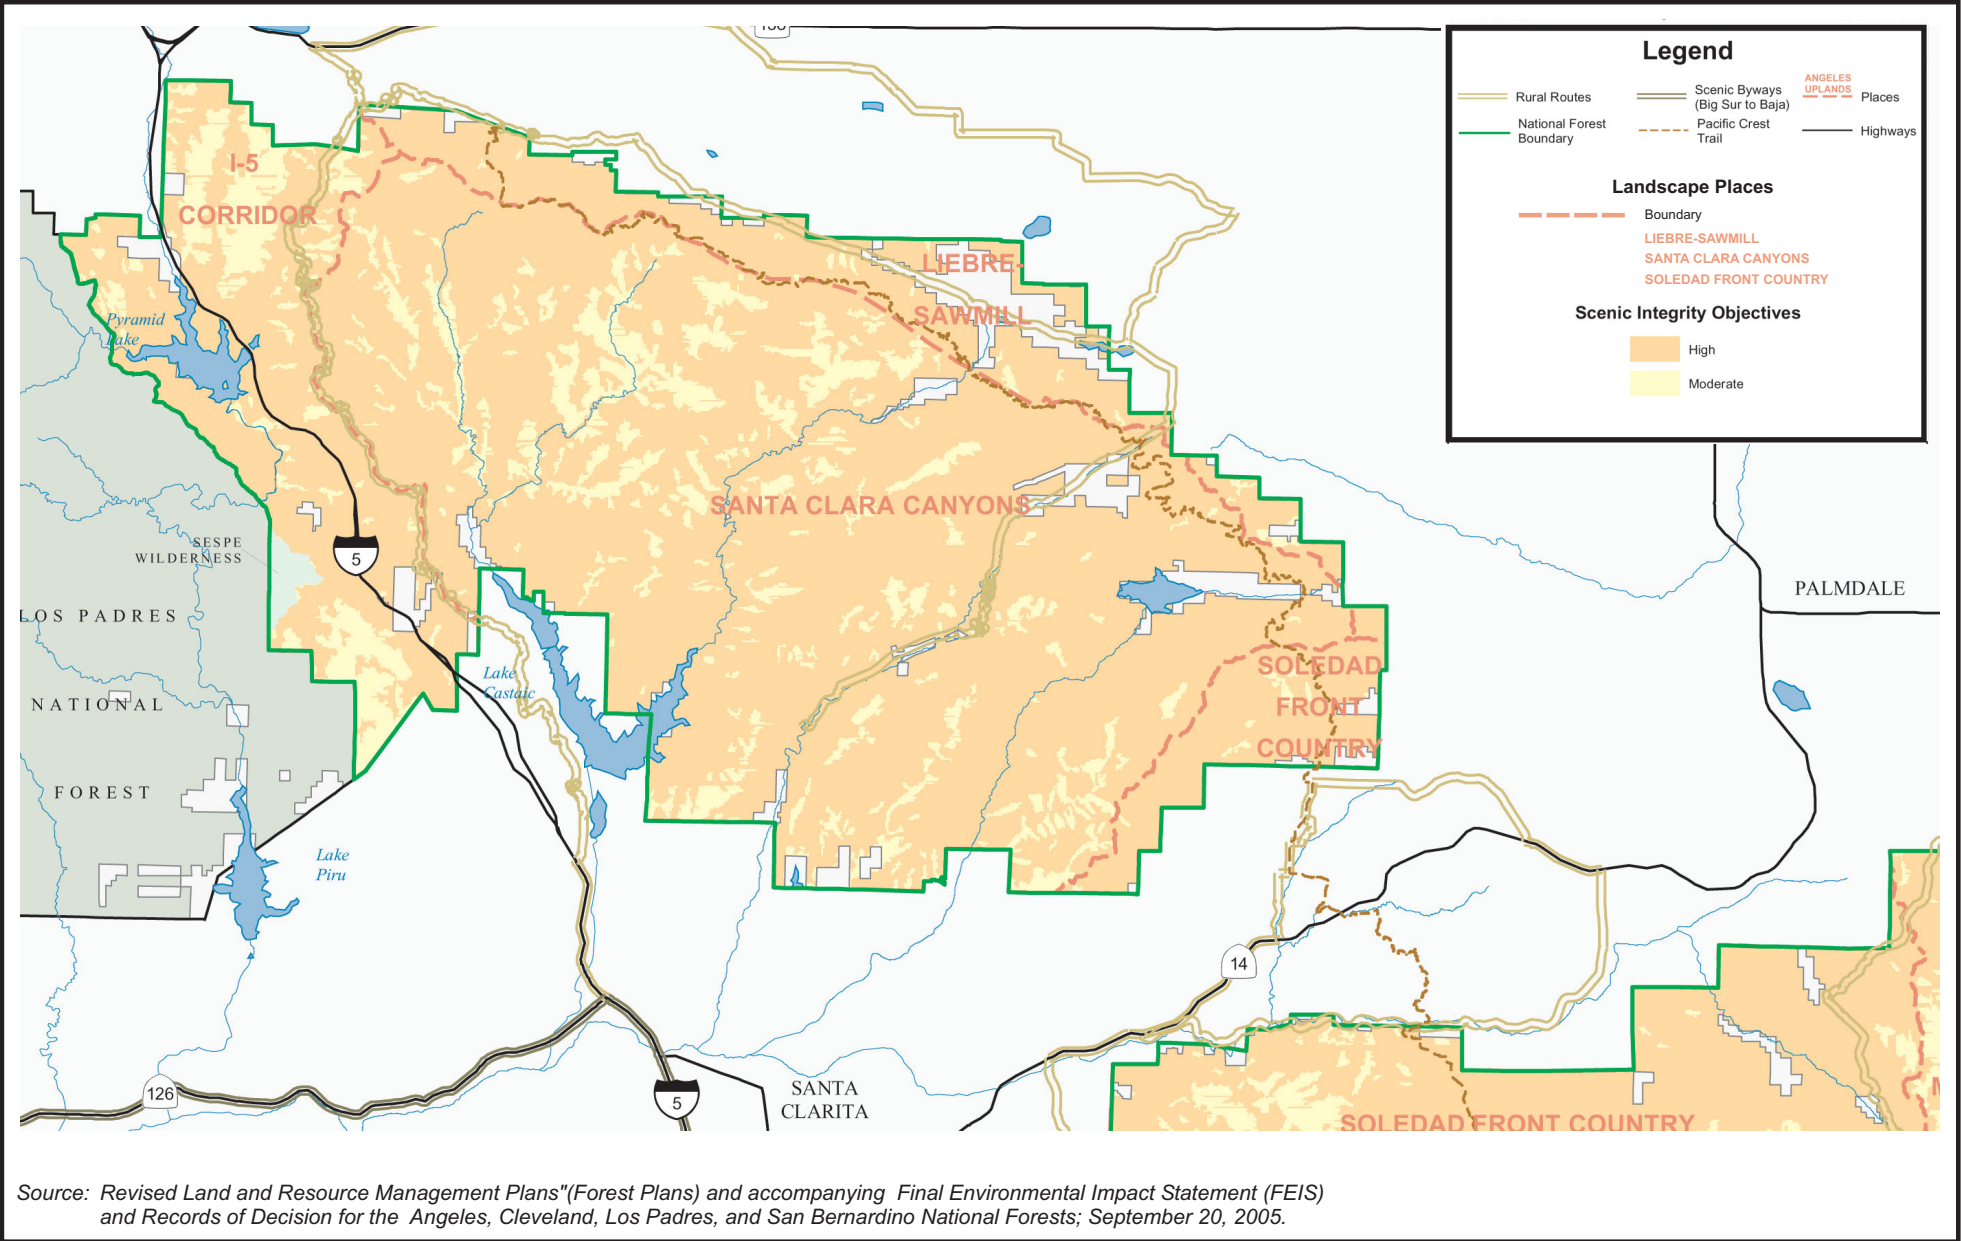 138
Legend
Rural Routes
Scenic Byways
(Big Sur to Baja)
ANGELES
UPLANDS
Places
National Forest
Boundary
Pacific Crest
Trail
Highways
Landscape Places
Boundary
LIEBRE-SAWMILL
SANTA CLARA CANYONS
SOLEDAD FRONT COUNTRY
Scenic Integrity Objectives
High
Moderate
I-5
CORRIDOR
LIEBRE-
SAWMILL
Pyramid
Lake
SANTA CLARA CANYONS
SESPE
WILDERNESS
5
LOS PADRES
NATIONAL
FOREST
PALMDALE
Lake
Castaic
SOLEDAD
FRONT
COUNTRY
Lake
Piru
14
126
5
SANTA
CLARITA
SOLEDAD FRONT COUNTRY
Source: Revised Land and Resource Management Plans"(Forest Plans) and accompanying Final Environmental Impact Statement (FEIS)
and Records of Decision for the Angeles, Cleveland, Los Padres, and San Bernardino National Forests; September 20, 2005.